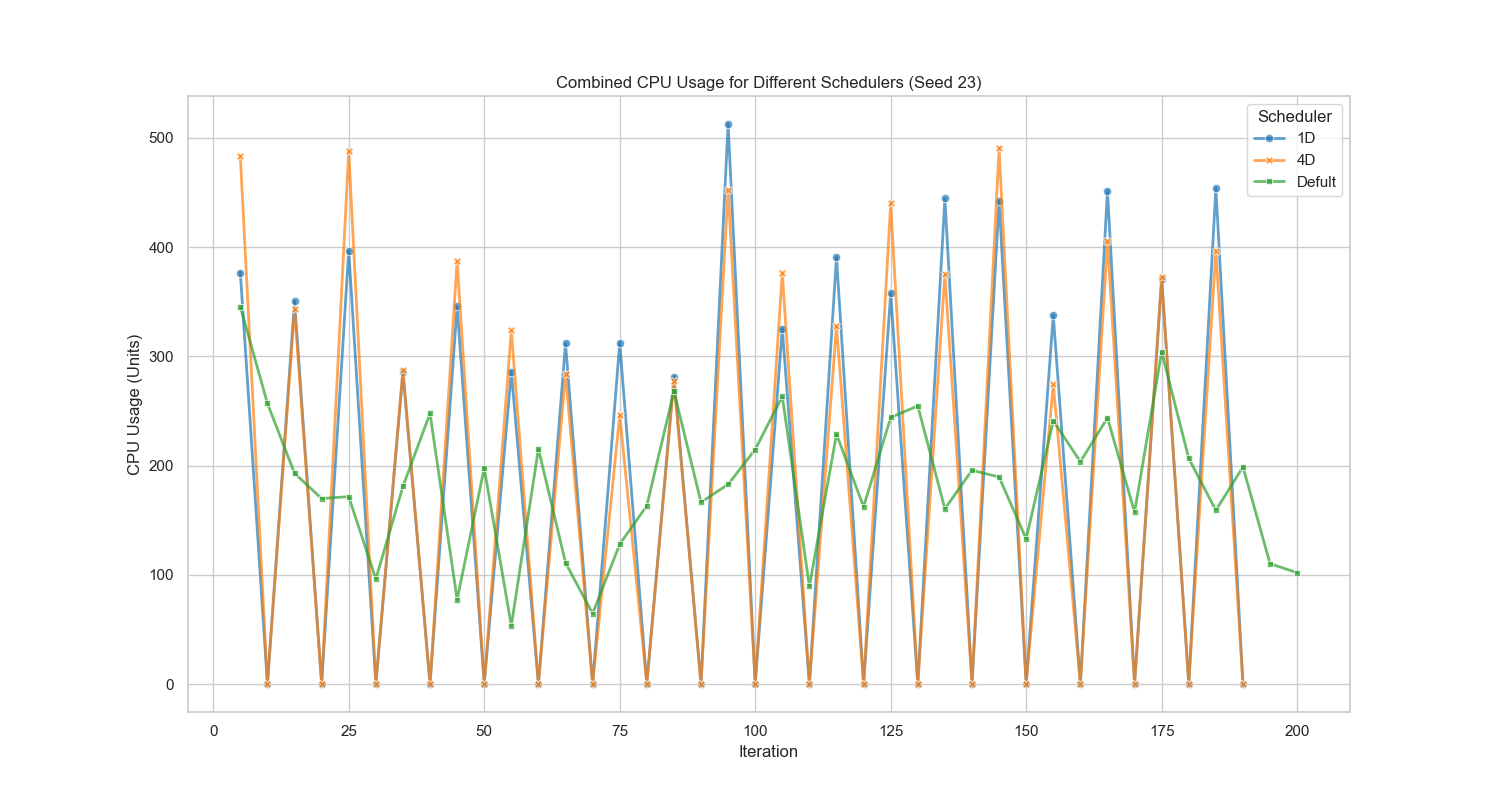 Combined CPU Usage for Different Schedulers (Seed 23)
Scheduler
1D
4D
Defult
CPU Usage (Units)
500
400
300
200
100
0
0 25 50 75 100 125 150 175 200
Iteration